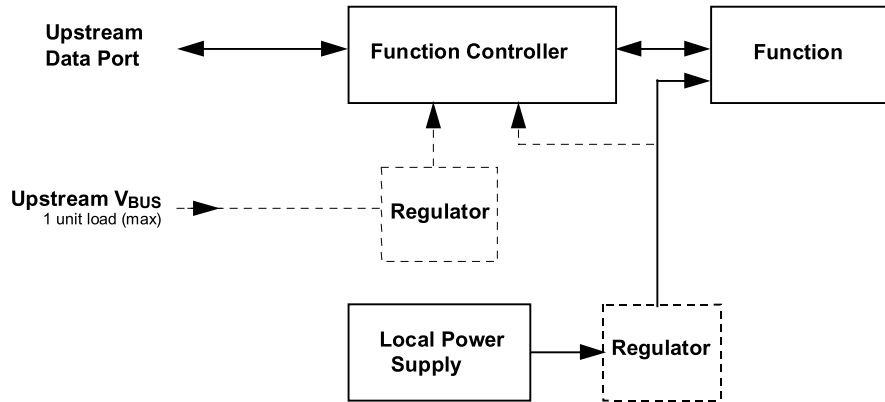 Upstream
Data Port
Function Controller
Function
Upstream VBUS
1 unit load (max)
Regulator
Local Power
Supply
Regulator